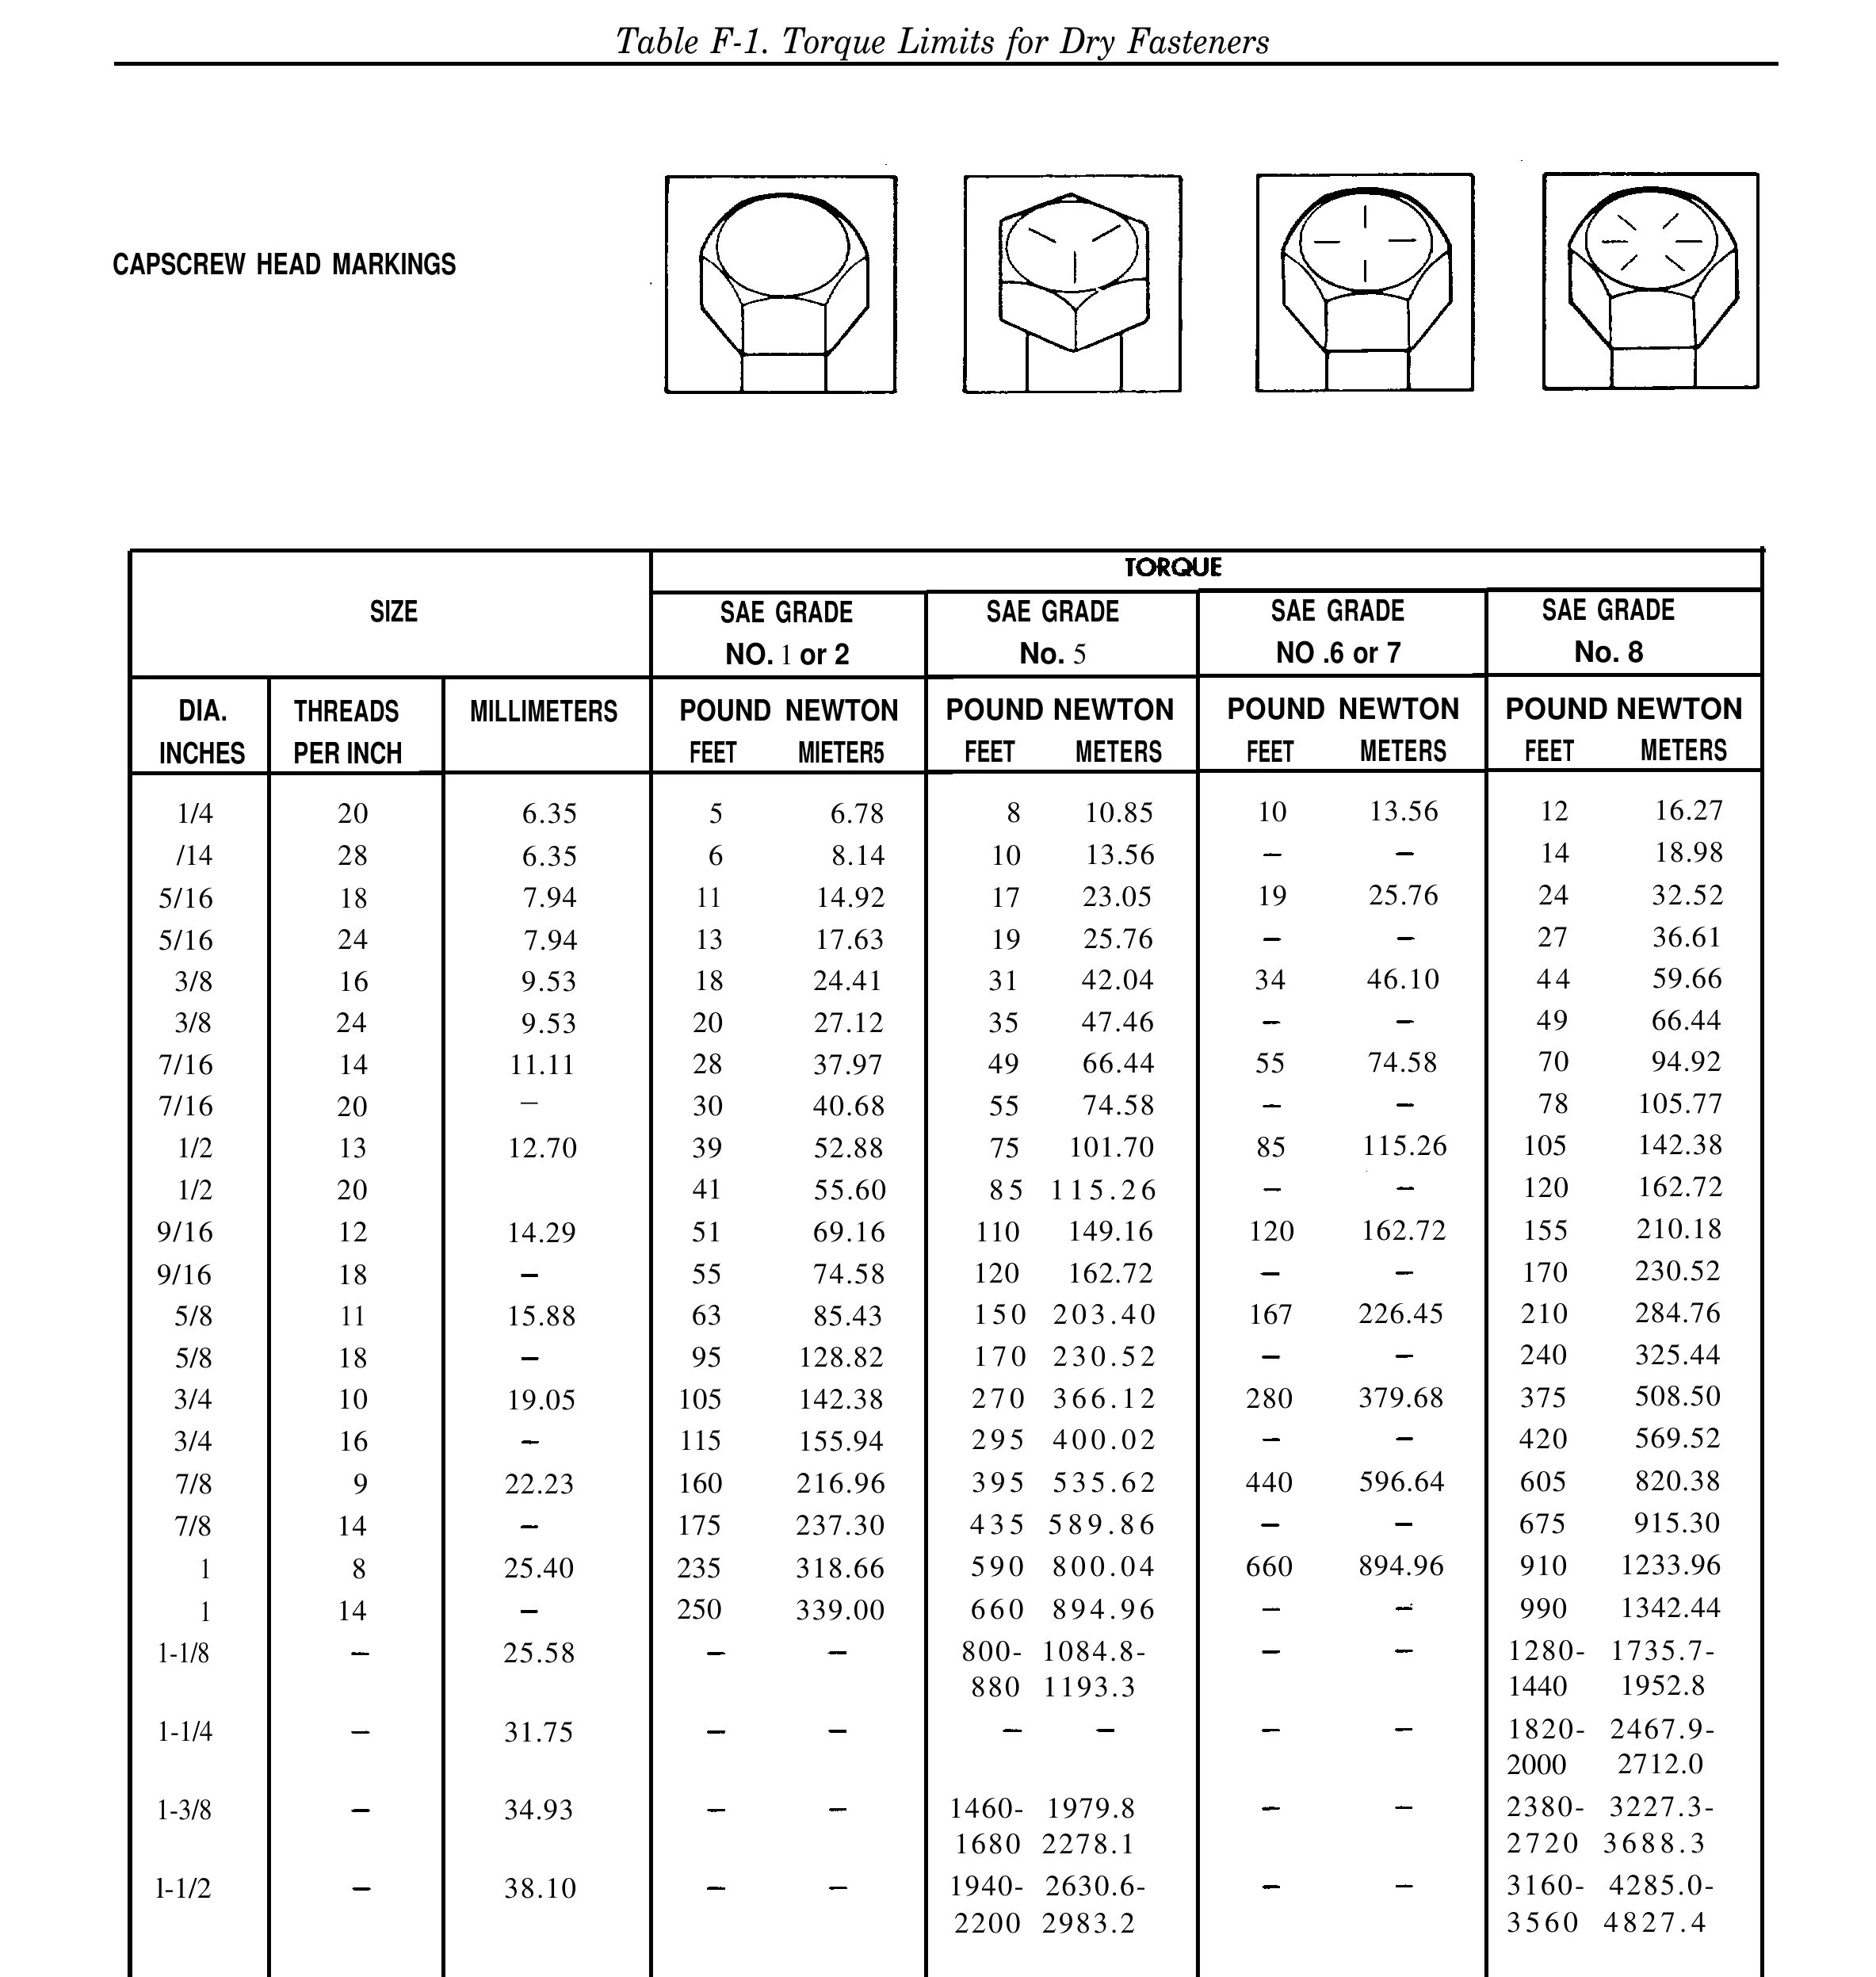 Table F-1. Torque Limits for Dry Fasteners
CAPSCREW HEAD MARKINGS
TORQUE
SIZE SAE GRADE SAE GRADE SAE GRADE SAE GRADE
NO. 1 or 2 No. 5 NO .6 or 7 No. 8
DIA. THREADS MILLIMETERS POUND NEWTON POUND NEWTON POUND NEWTON POUND NEWTON
INCHES PER INCH FEET MIETER5 FEET METERS FEET METERS FEET METERS
1/4 20 6.35 5 6.78 8 10.85 10 13.56 12 16.27
/14 28 6.35 6 8.14 10 13.56 – – 14 18.98
5/16 18 7.94 11 14.92 17 23.05 19 25.76 24 32.52
5/16 24 7.94 13 17.63 19 25.76 – – 27 36.61
3/8 16 9.53 18 24.41 31 42.04 34 46.10 44 59.66
3/8 24 9.53 20 27.12 35 47.46 – – 49 66.44
7/16 14 11.11 28 37.97 49 66.44 55 74.58 70 94.92
7/16 20 – 30 40.68 55 74.58 – – 78 105.77
1/2 13 12.70 39 52.88 75 101.70 85 115.26 105 142.38
1/2 20 41 55.60 85 115.26 – – 120 162.72
9/16 12 14.29 51 69.16 110 149.16 120 162.72 155 210.18
9/16 18 – 55 74.58 120 162.72 – – 170 230.52
5/8 11 15.88 63 85.43 150 203.40 167 226.45 210 284.76
5/8 18 – 95 128.82 170 230.52 – – 240 325.44
3/4 10 19.05 105 142.38 270 366.12 280 379.68 375 508.50
3/4 16 – 115 155.94 295 400.02 – – 420 569.52
7/8 9 22.23 160 216.96 395 535.62 440 596.64 605 820.38
7/8 14 – 175 237.30 435 589.86 – – 675 915.30
1 8 25.40 235 318.66 590 800.04 660 894.96 910 1233.96
1 14 – 250 339.00 660 894.96 – – 990 1342.44
1-1/8 – 25.58 – – 800- 1084.8- – – 1280- 1735.7-
880 1193.3 1440 1952.8
1-1/4 – 31.75 – – – – – – 1820- 2467.9-
2000 2712.0
1-3/8 – 34.93 – – 1460- 1979.8 – – 2380- 3227.3-
1680 2278.1 2720 3688.3
l-1/2 – 38.10 – – 1940- 2630.6- – – 3160- 4285.0-
2200 2983.2 3560 4827.4